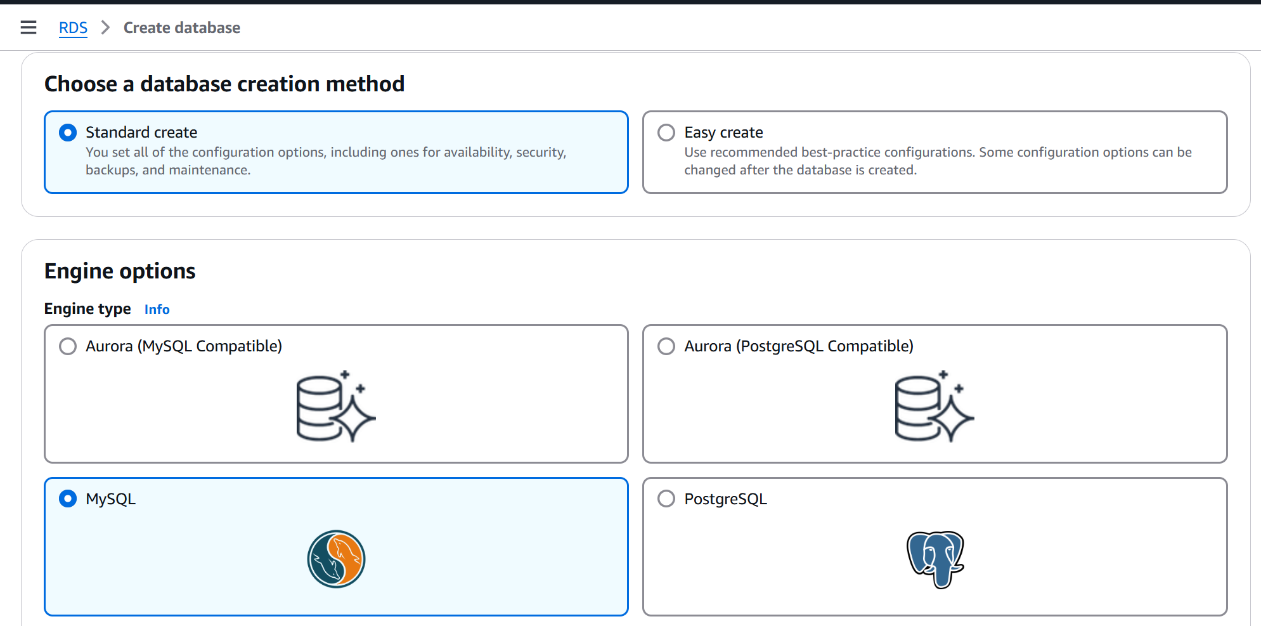 RDS > Create database
Choose a database creation method
Standard create
You set all of the configuration options, including ones for availability, security,
backups, and maintenance.
Easy create
Use recommended best-practice configurations. Some configuration options can be
changed after the database is created.
Engine options
Engine type Info
Aurora (MySQL Compatible)
Aurora (PostgreSQL Compatible)
MySQL
PostgreSQL